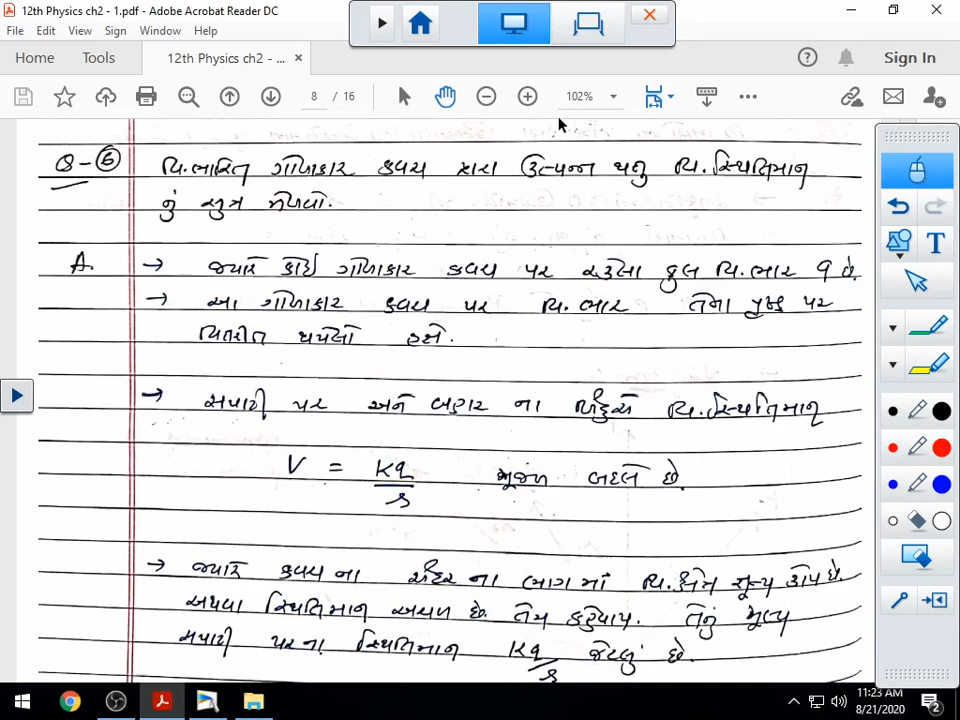 12th Physics ch2 - 1.pdf - Adobe Acrobat Reader DC
File Edit View Sign Window Help
Home Tools 12th Physics ch2 - ... × Sign In
8 / 16 102%
Q-⑥ વિ.ભારિત ગોળાકાર કવચ દ્વારા ઉત્પન્ન થતુ વિ.સ્થિતિમાન
નું સુત્ર મેળવો.
A. → જ્યારે કોઈ ગોળાકાર કવચ પર રહેલો કુલ વિ.ભાર q છે.
→ આ ગોળાકાર કવચ પર વિ.ભાર તેના પૃષ્ઠ પર
વિતરીત થયેલો હશે.
→ સપાટી પર અને બહાર ના વિ.સ્થિતિમાન
V = Kq/r મુજબ બદલે છે.
→ જ્યારે કવચ ના અંદર ના ભાગ માં વિ.ક્ષેત્ર શૂન્ય હોય છે.
અથવા સ્થિતિમાન અચળ છે તેમ કહેવાય. તેનું મૂલ્ય
સપાટી પરના સ્થિતિમાન Kq/r જેટલું છે.
T
11:23 AM
8/21/2020
2